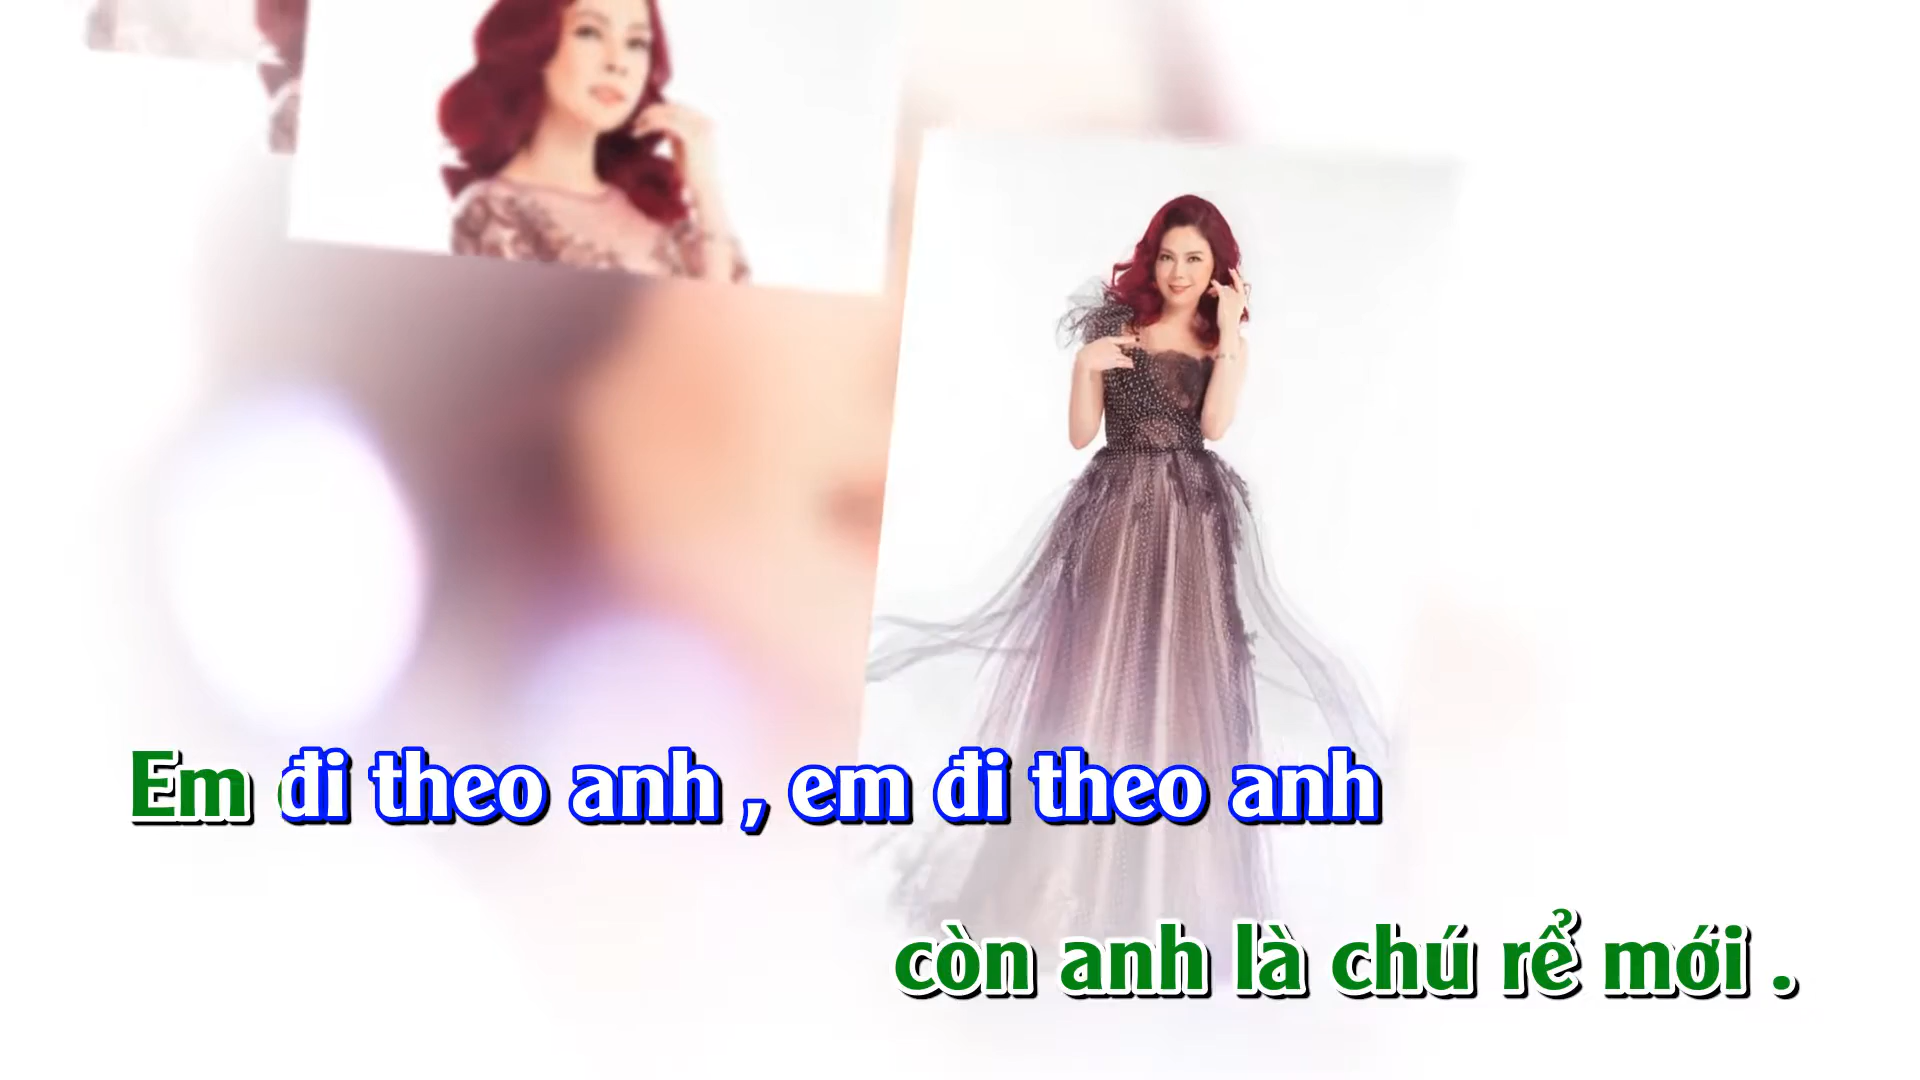 Em đi theo anh , em đi theo anh
còn anh là chú rể mới .